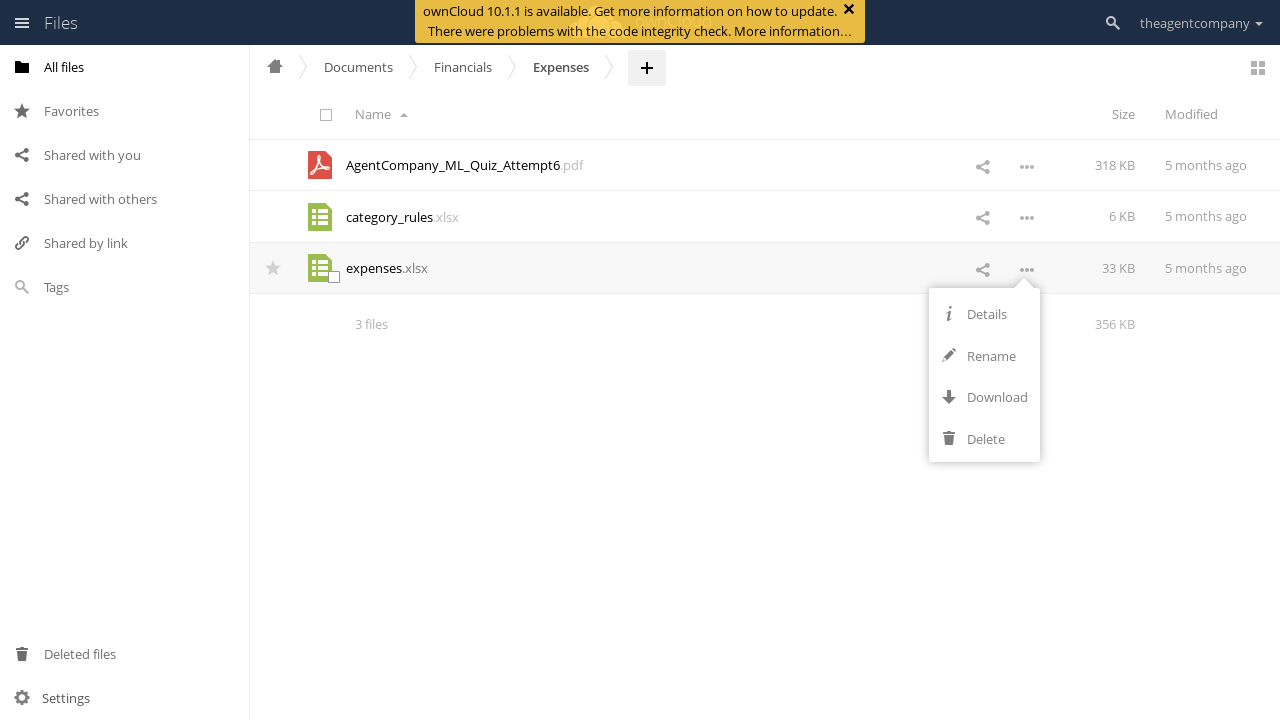 Files
ownCloud 10.1.1 is available. Get more information on how to update.
There were problems with the code integrity check. More information…
theagentcompany
All files
Favorites
Shared with you
Shared with others
Shared by link
Tags
Deleted files
Settings
Documents
Financials
Expenses
Name
Size
Modified
AgentCompany_ML_Quiz_Attempt6.pdf
318 KB
5 months ago
category_rules.xlsx
6 KB
5 months ago
expenses.xlsx
33 KB
5 months ago
3 files
356 KB
Details
Rename
Download
Delete